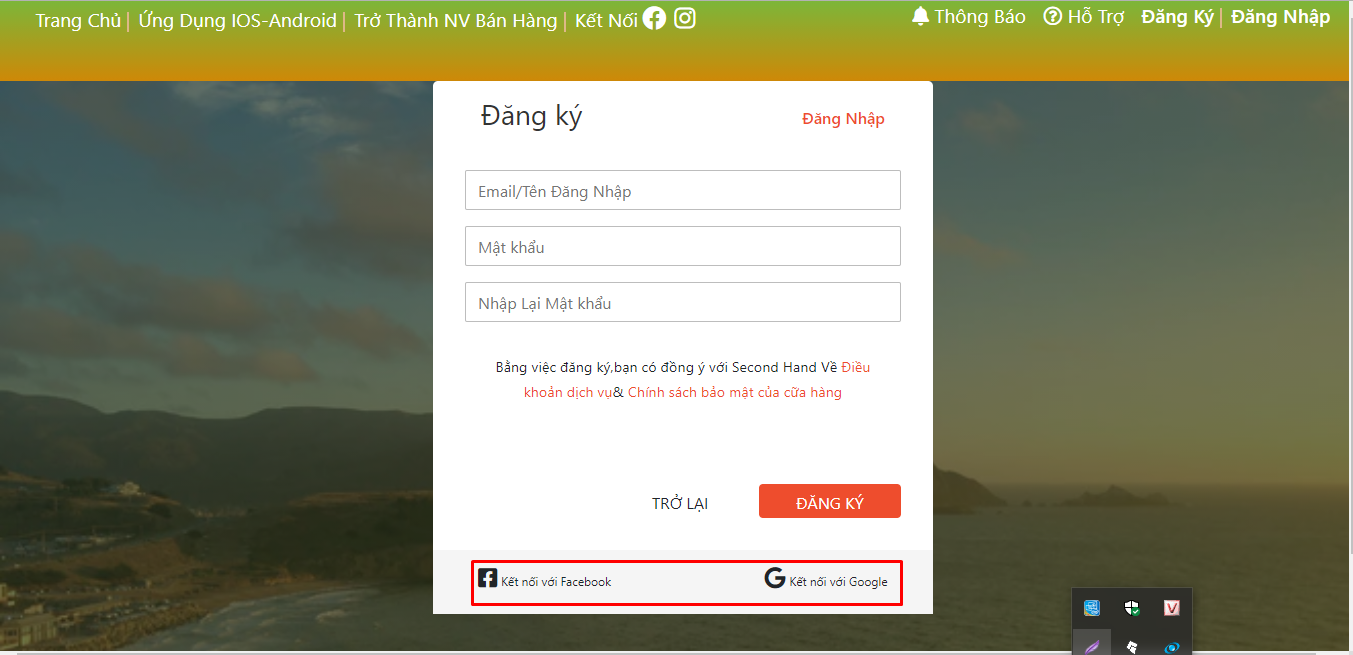 Trang Chủ | Ứng Dụng IOS-Android | Trở Thành NV Bán Hàng | Kết Nối
Thông Báo Hỗ Trợ Đăng Ký | Đăng Nhập
Đăng ký
Đăng Nhập
Email/Tên Đăng Nhập
Mật khẩu
Nhập Lại Mật khẩu
Bằng việc đăng ký,bạn có đồng ý với Second Hand Về Điều
khoản dịch vụ& Chính sách bảo mật của cữa hàng
TRỞ LẠI
ĐĂNG KÝ
Kết nối với Facebook
Kết nối với Google